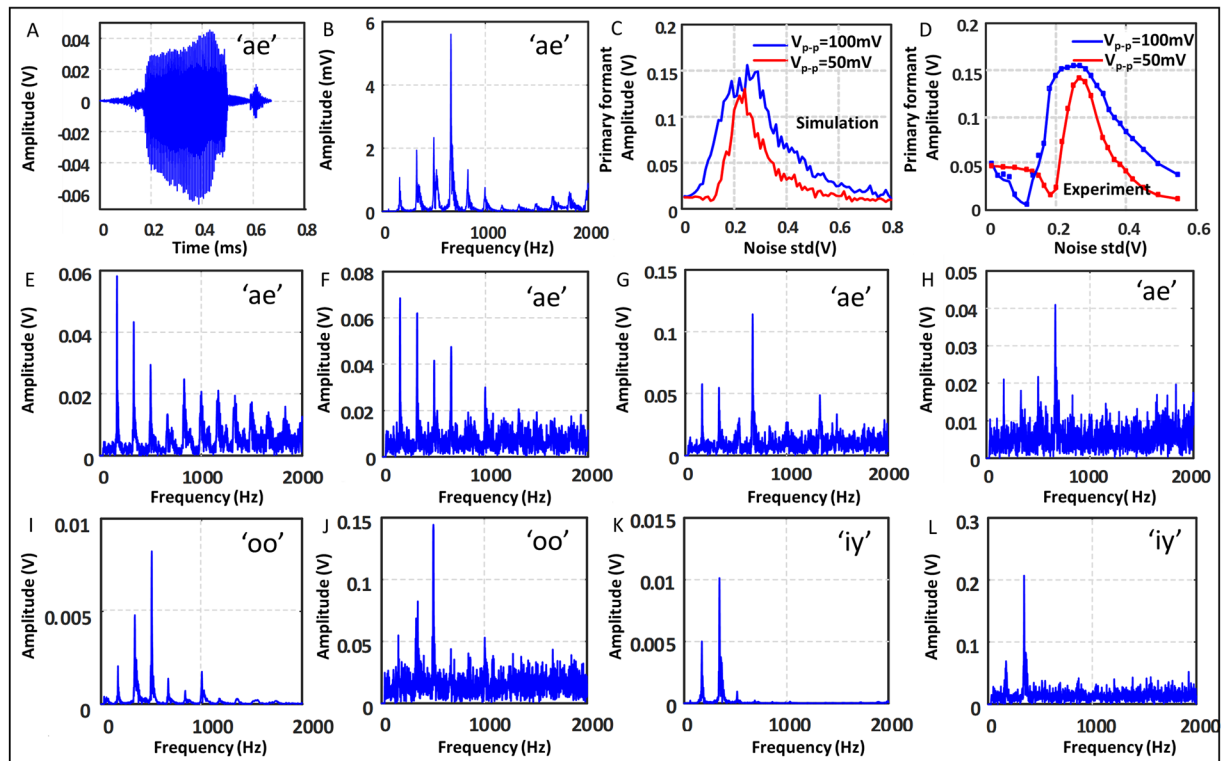 A
Amplitude (V)
0.04
0.02
0
-0.02
-0.04
-0.06
'ae'
0
0.2
0.4
0.6
0.8
Time (ms)
B
Amplitude (mV)
6
4
2
0
'ae'
0
1000
2000
Frequency (Hz)
C
Primary formant
Amplitude (V)
0.2
0.15
0.1
0.05
0
Vp-p=100mV
Vp-p=50mV
Simulation
0
0.2
0.4
0.6
0.8
Noise std(V)
D
Primary formant
Amplitude (V)
0.2
0.15
0.1
0.05
0
Vp-p=100mV
Vp-p=50mV
Experiment
0
0.2
0.4
0.6
Noise std(V)
E
Amplitude (V)
0.06
0.04
0.02
0
'ae'
0
1000
2000
Frequency (Hz)
F
Amplitude (V)
0.08
0.06
0.04
0.02
0
'ae'
0
1000
2000
Frequency (Hz)
G
Amplitude (V)
0.15
0.1
0.05
0
'ae'
0
1000
2000
Frequency (Hz)
H
Amplitude (V)
0.05
0.04
0.03
0.02
0.01
0
'ae'
0
1000
2000
Frequency (Hz)
I
Amplitude (V)
0.01
0.005
0
'oo'
0
1000
2000
Frequency (Hz)
J
Amplitude (V)
0.15
0.1
0.05
0
'oo'
0
1000
2000
Frequency (Hz)
K
Amplitude (V)
0.015
0.01
0.005
0
'iy'
0
1000
2000
Frequency (Hz)
L
Amplitude (V)
0.3
0.2
0.1
0
'iy'
0
1000
2000
Frequency (Hz)